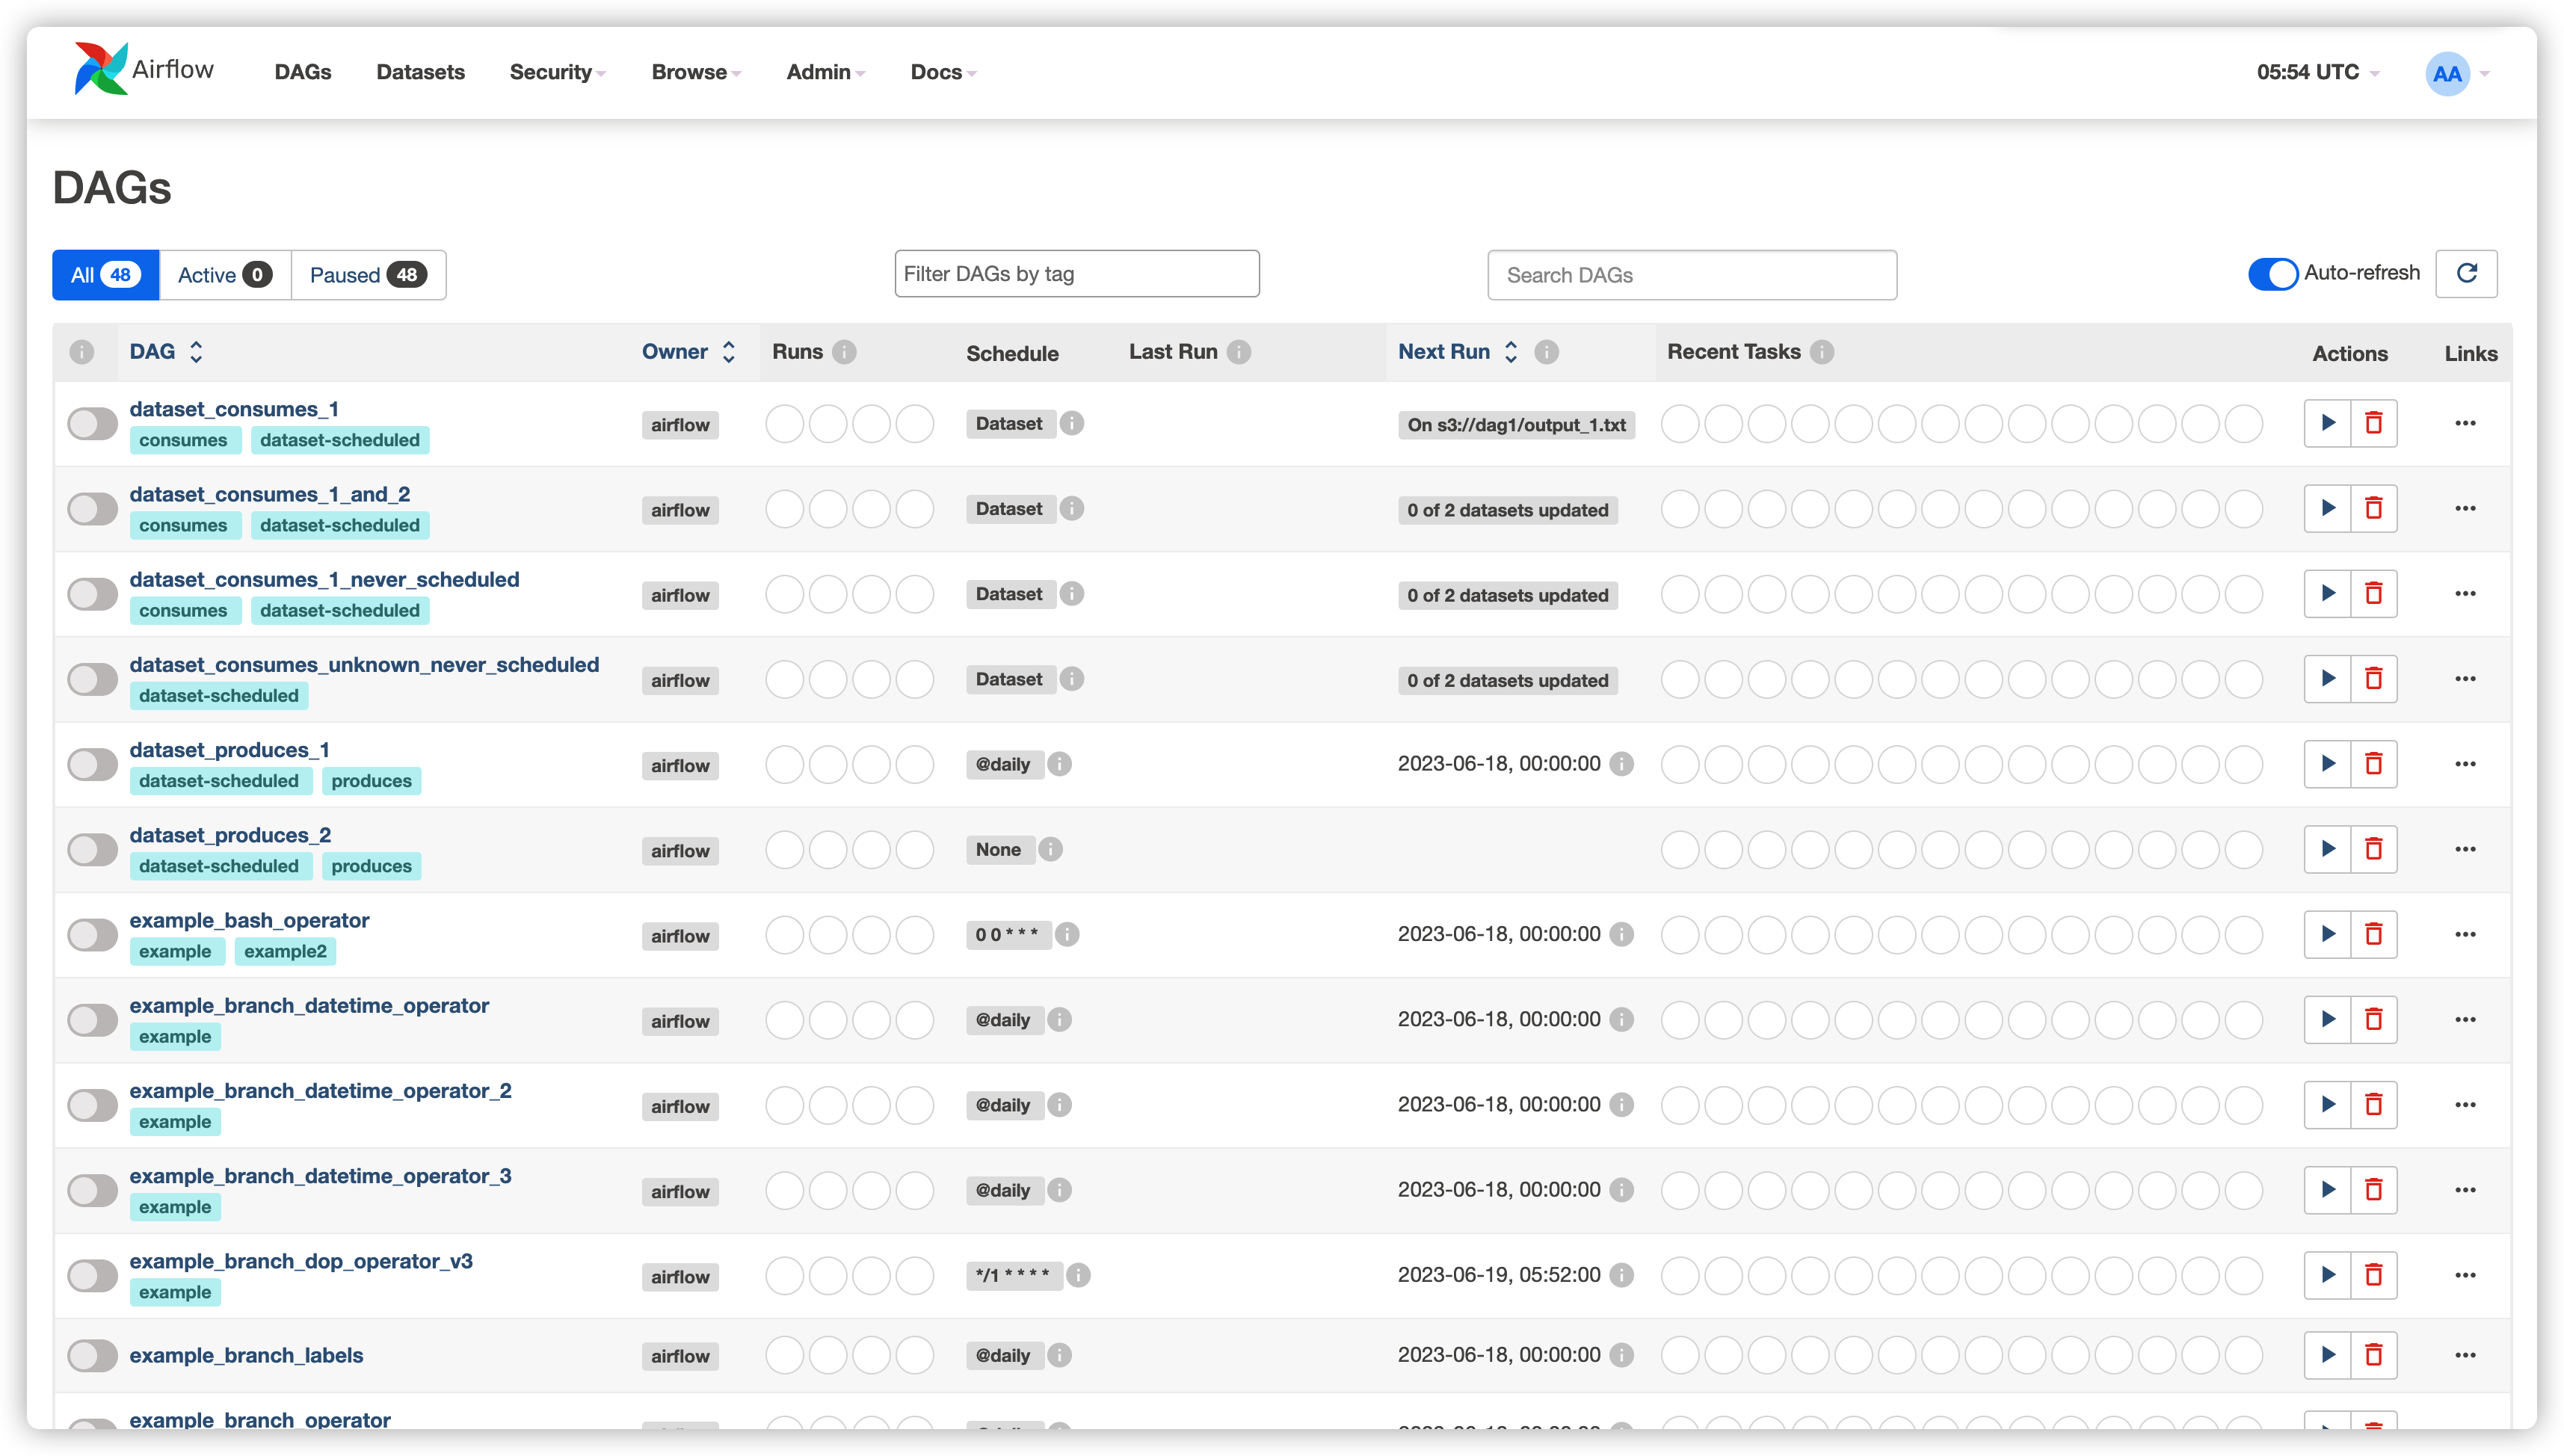 Airflow DAGs Datasets Security Browse Admin Docs 05:54 UTC AA
DAGs
All 48 Active 0 Paused 48 Filter DAGs by tag Search DAGs Auto-refresh
DAG Owner Runs Schedule Last Run Next Run Recent Tasks Actions Links
dataset_consumes_1
consumes dataset-scheduled airflow Dataset On s3://dag1/output_1.txt
dataset_consumes_1_and_2
consumes dataset-scheduled airflow Dataset 0 of 2 datasets updated
dataset_consumes_1_never_scheduled
consumes dataset-scheduled airflow Dataset 0 of 2 datasets updated
dataset_consumes_unknown_never_scheduled
dataset-scheduled airflow Dataset 0 of 2 datasets updated
dataset_produces_1
dataset-scheduled produces airflow @daily 2023-06-18, 00:00:00
dataset_produces_2
dataset-scheduled produces airflow None
example_bash_operator
example example2 airflow 0 0 * * * 2023-06-18, 00:00:00
example_branch_datetime_operator
example airflow @daily 2023-06-18, 00:00:00
example_branch_datetime_operator_2
example airflow @daily 2023-06-18, 00:00:00
example_branch_datetime_operator_3
example airflow @daily 2023-06-18, 00:00:00
example_branch_dop_operator_v3
example airflow */1 * * * * 2023-06-19, 05:52:00
example_branch_labels airflow @daily 2023-06-18, 00:00:00
example_branch_operator